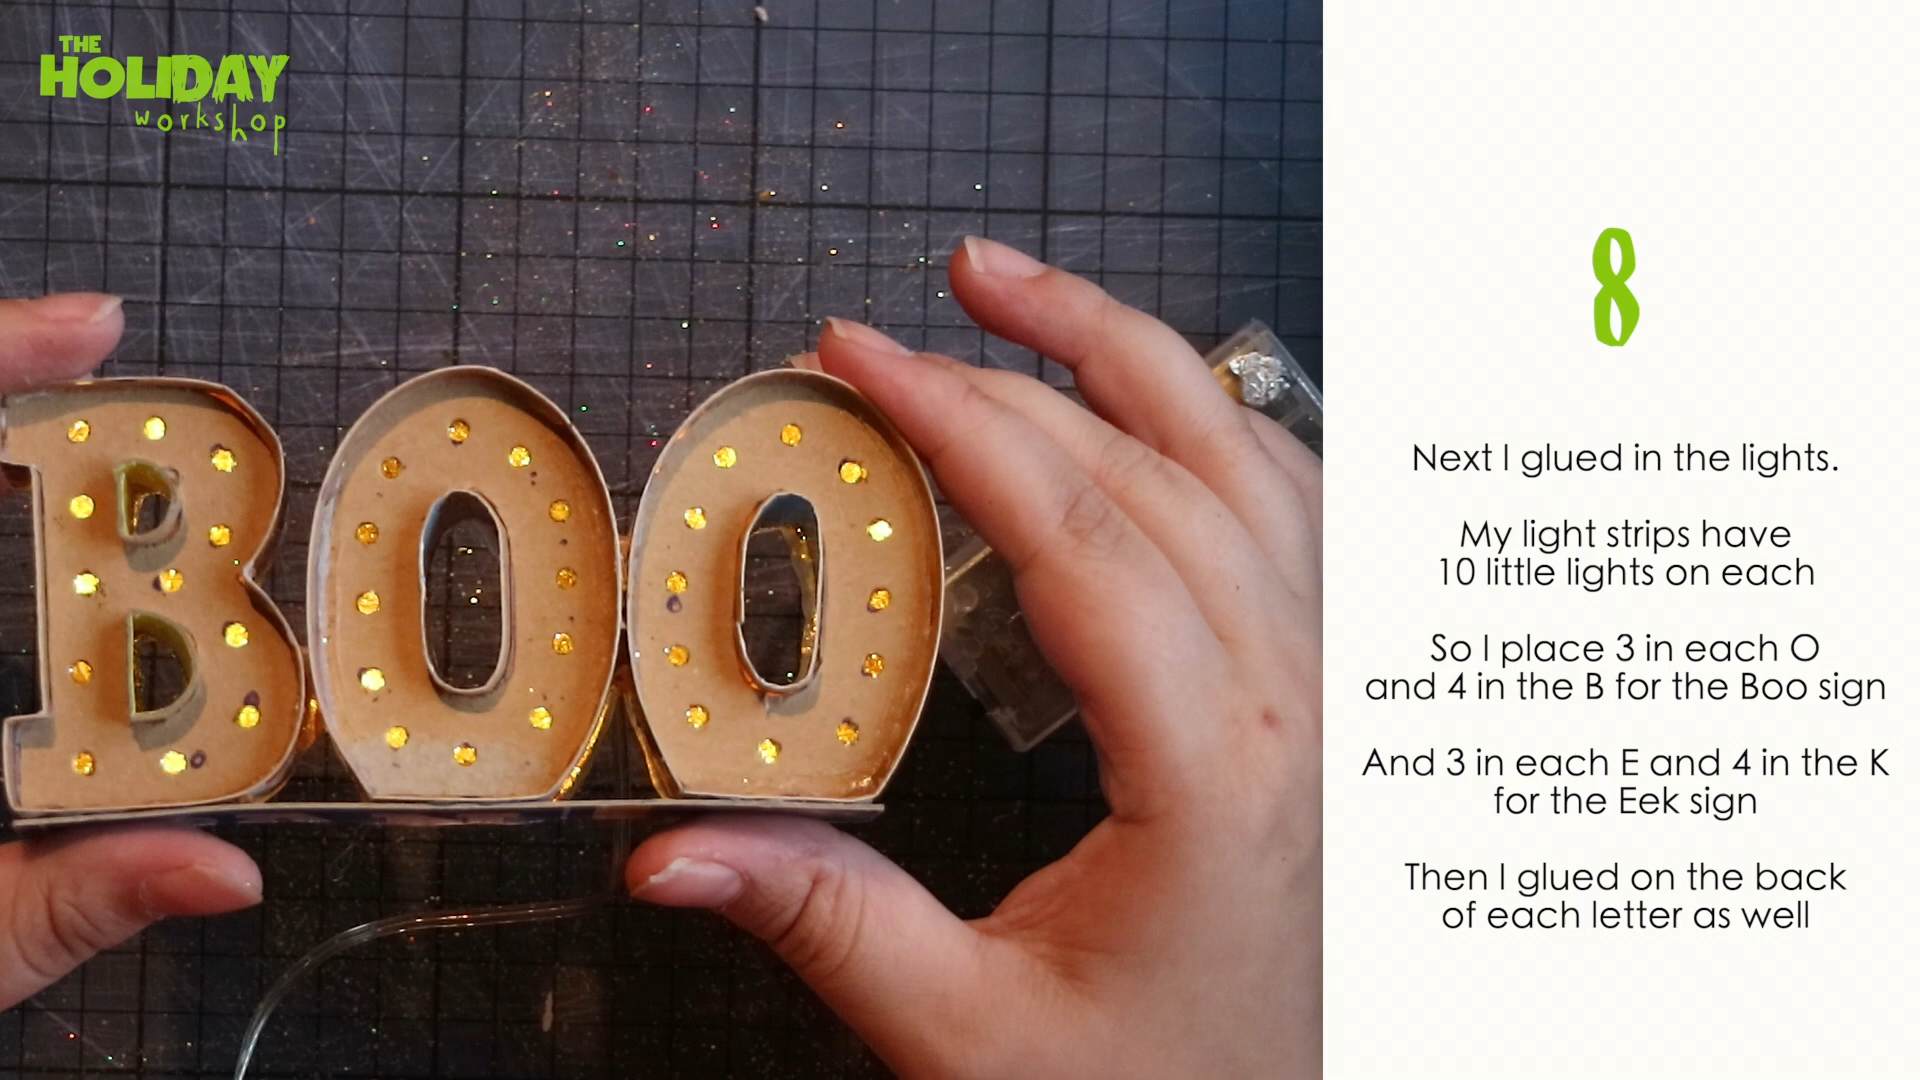 THE
HOLIDAY
workshop
BOO
8
Next I glued in the lights.
My light strips have
10 little lights on each
So I place 3 in each O
and 4 in the B for the Boo sign
And 3 in each E and 4 in the K
for the Eek sign
Then I glued on the back
of each letter as well